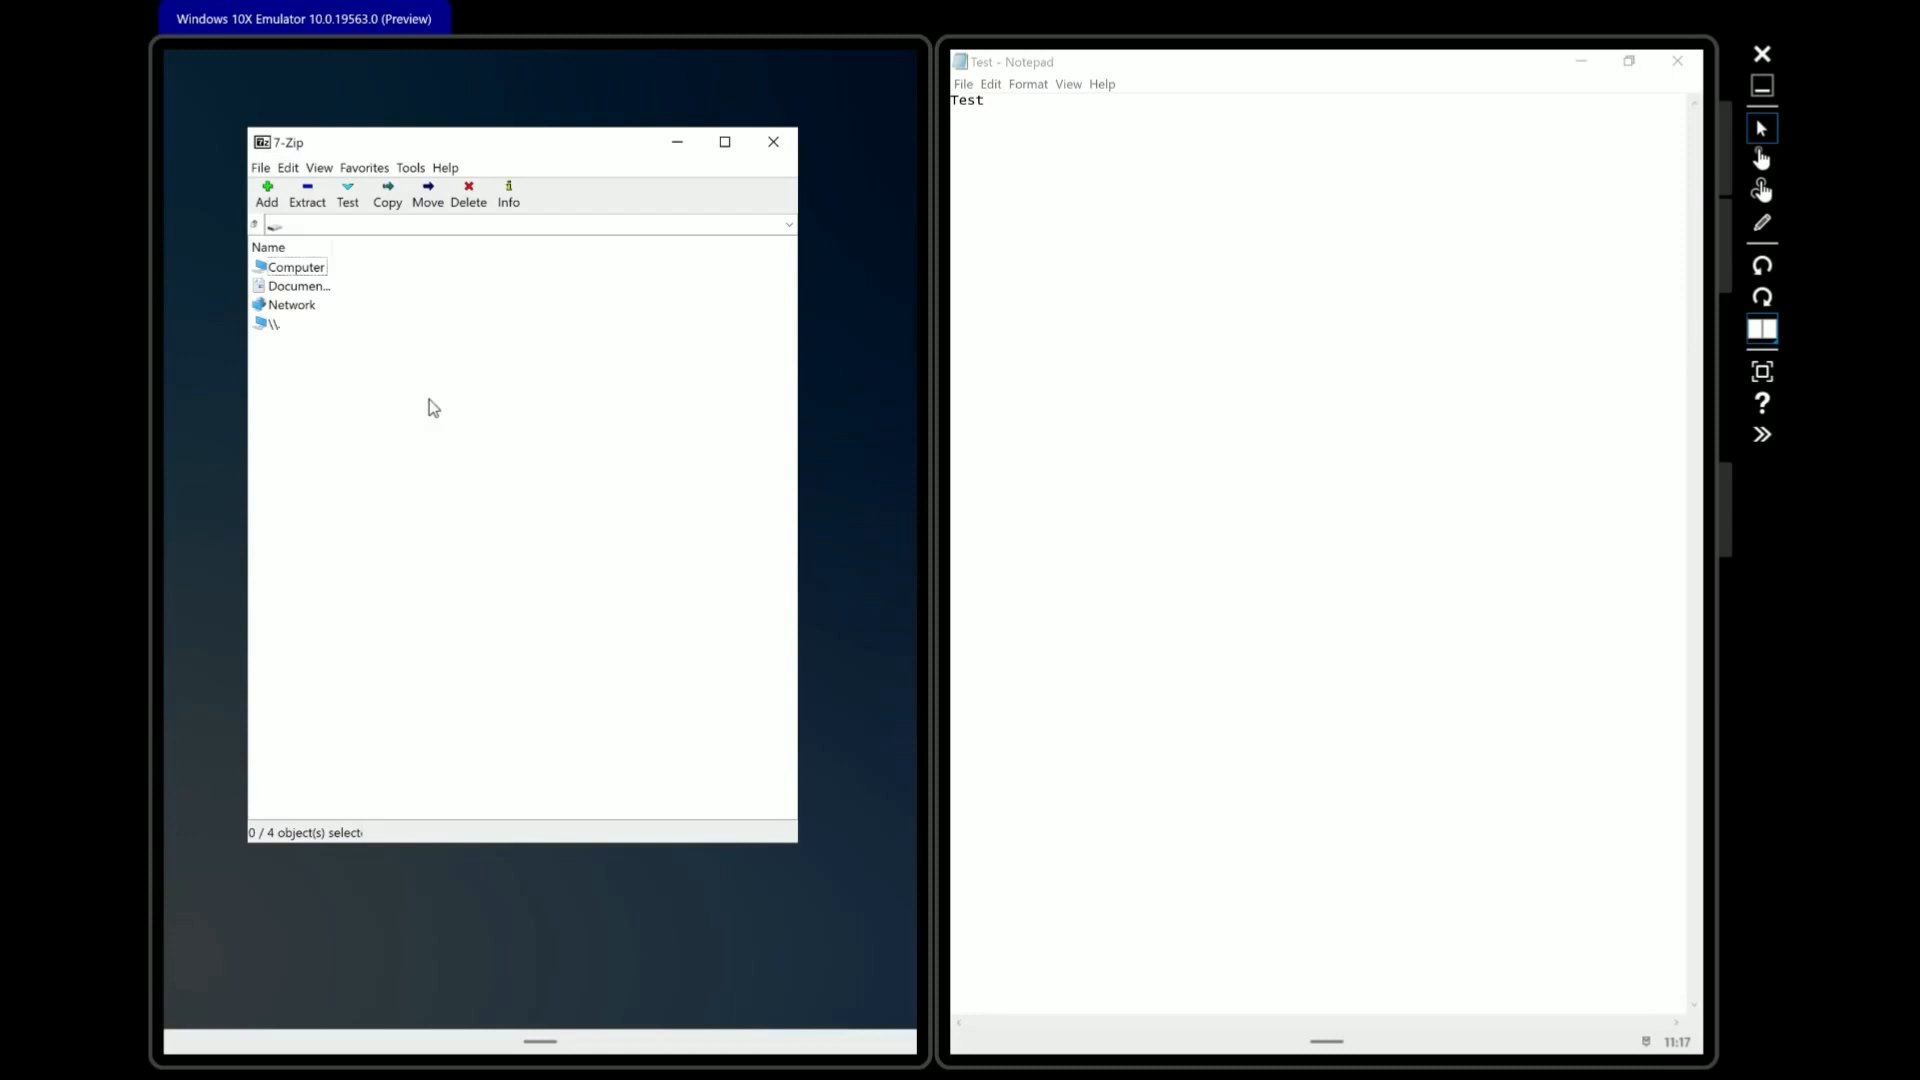 Windows 10X Emulator 10.0.19563.0 (Preview)
7-Zip
File Edit View Favorites Tools Help
Add Extract Test Copy Move Delete Info
Name
Computer
Documen...
Network
\\.
0 / 4 object(s) select
Test - Notepad
File Edit Format View Help
Test
11:17